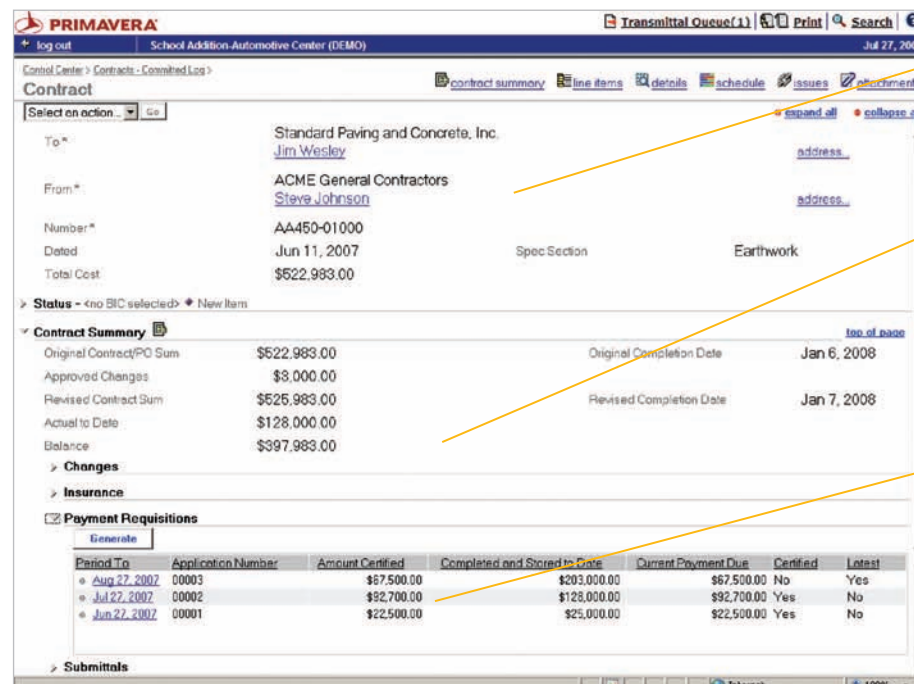 PRIMAVERA
Transmittal Queue(1) Print Search
log out School Addition-Automotive Center (DEMO) Jul 27, 200
Control Center > Contracts - Committed Log >
Contract
contract summary line items details schedule issues attachment
Select an action... Go expand all collapse a
To* Standard Paving and Concrete, Inc.
Jim Wesley address...
From* ACME General Contractors
Steve Johnson address...
Number* AA450-01000
Dated Jun 11, 2007 Spec Section Earthwork
Total Cost $522,983.00
Status - <no BIC selected> New Item
Contract Summary top of page
Original Contract/PO Sum $522,983.00 Original Completion Date Jan 6, 2008
Approved Changes $3,000.00
Revised Contract Sum $525,983.00 Revised Completion Date Jan 7, 2008
Actual to Date $128,000.00
Balance $397,983.00
Changes
Insurance
Payment Requisitions
Generate
Period To Application Number Amount Certified Completed and Stored to Date Current Payment Due Certified Latest
Aug 27, 2007 00003 $67,500.00 $203,000.00 $67,500.00 No Yes
Jul 27, 2007 00002 $92,700.00 $128,000.00 $92,700.00 Yes No
Jun 27, 2007 00001 $22,500.00 $25,000.00 $22,500.00 Yes No
Submittals